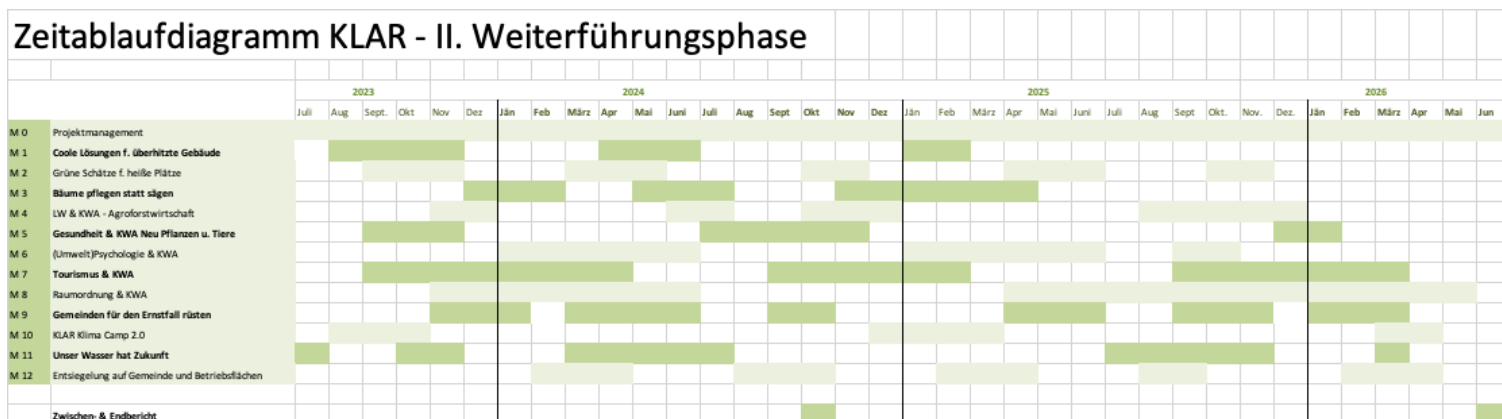 Zeitablaufdiagramm KLAR - II. Weiterführungsphase
2023 2024 2025 2026
Juli Aug Sept. Okt Nov Dez Jän Feb März Apr Mai Juni Juli Aug Sept Okt Nov Dez Jän Feb März Apr Mai Juni Juli Aug Sept Okt. Nov. Dez. Jän Feb März Apr Mai Jun
M 0 Projektmanagement
M 1 Coole Lösungen f. überhitzte Gebäude
M 2 Grüne Schätze f. heiße Plätze
M 3 Bäume pflegen statt sägen
M 4 LW & KWA - Agroforstwirtschaft
M 5 Gesundheit & KWA Neu Pflanzen u. Tiere
M 6 (Umwelt)Psychologie & KWA
M 7 Tourismus & KWA
M 8 Raumordnung & KWA
M 9 Gemeinden für den Ernstfall rüsten
M 10 KLAR Klima Camp 2.0
M 11 Unser Wasser hat Zukunft
M 12 Entsiegelung auf Gemeinde und Betriebsflächen
Zwischen- & Endbericht